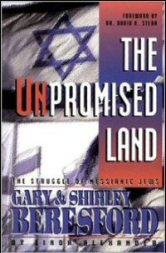 FOREWORD BY
DR. DAVID H. STERN
THE
UNPROMISED
LAND
THE STRUGGLE OF MESSIANIC JEWS
GARY & SHIRLEY
BERESFORD
BY LINDA ALEXANDER